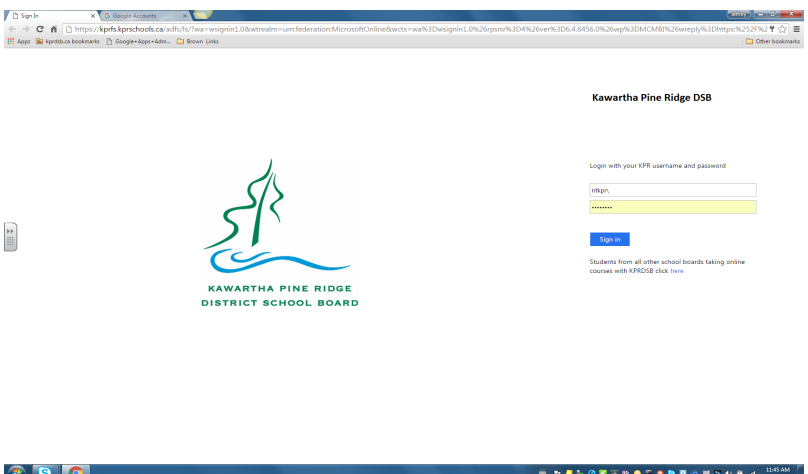 Sign In
Google Accounts
Jeffrey
https://kprfs.kprschools.ca/adfs/ls/?wa=wsignin1.0&wtrealm=urn:federation:MicrosoftOnline&wctx=wa%3Dwsignin1.0%26rpsnv%3D4%26ver%3D6.4.6456.0%26wp%3DMCMBI%26wreply%3Dhttps:%252F%2
Apps kprdsb.ca bookmarks Google+Apps+Adm... Brown Links Other bookmarks
Kawartha Pine Ridge DSB
Login with your KPR username and password
ntkpr\
Sign in
Students from all other school boards taking online
courses with KPRDSB click here
KAWARTHA PINE RIDGE
DISTRICT SCHOOL BOARD
11:45 AM